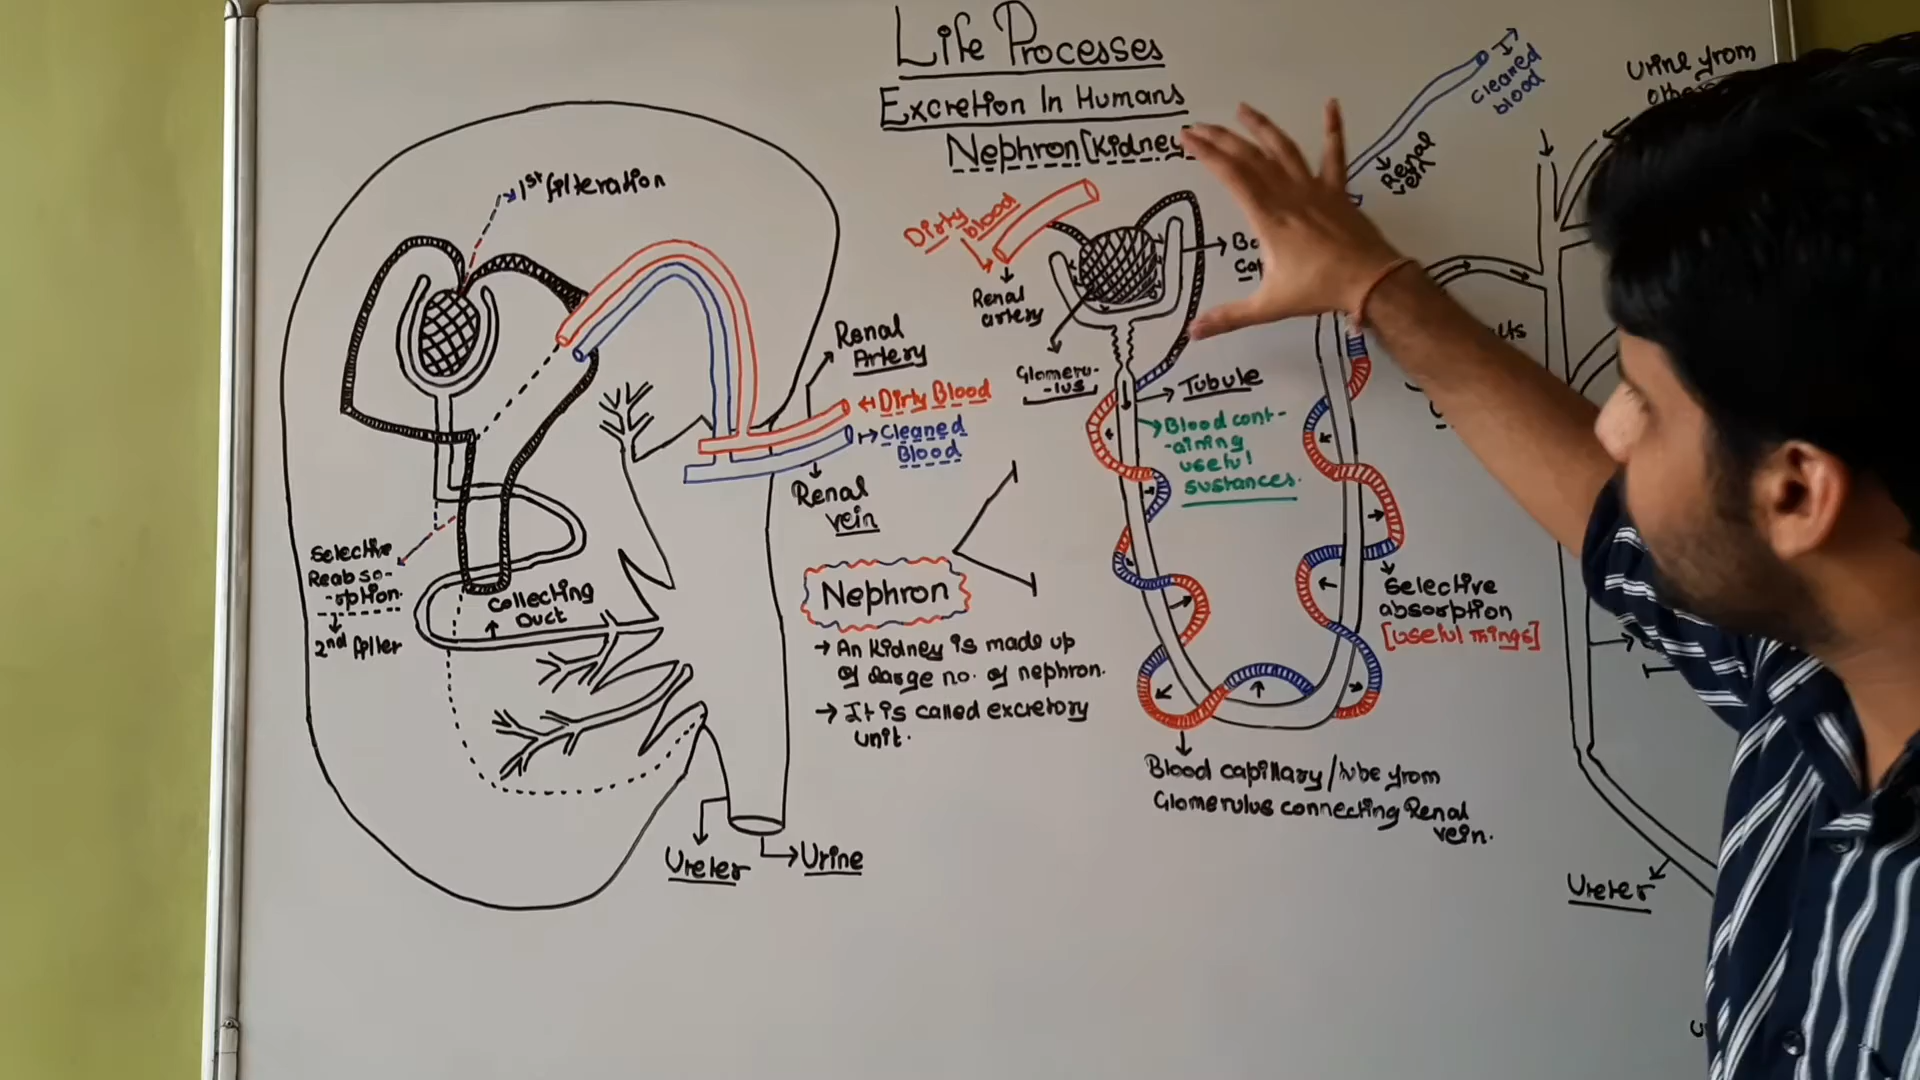 Life Processes
Excretion In Humans
Nephron [Kidney]
1st filteration
Selective
Reabso-
-rption.
2nd filter
Collecting
Duct
Renal
Artery
Dirty Blood
Cleaned
Blood
Renal
vein
Nephron
→ An Kidney is made up
of large no. of nephron.
→ It is called excretory
unit.
Ureter
Urine
Dirty
blood
Renal
artery
Glomeru-
-lus
Tubule
Blood cont-
-aining
useful
sustances.
Renal
vein
cleaned
blood
Selective
absorption
[useful things]
Blood capillary/tube from
Glomerulus connecting Renal
vein.
Urine from
Ureter